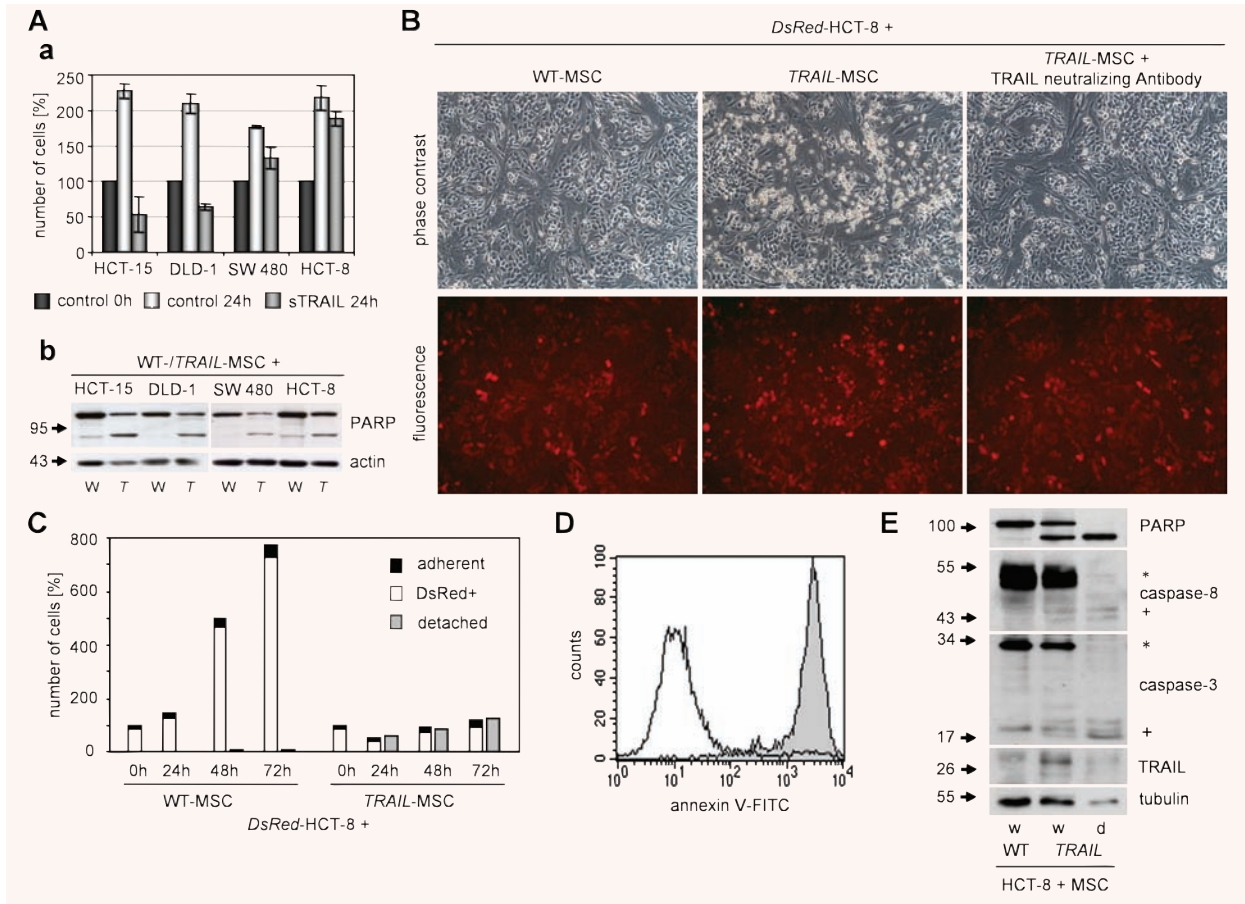 A
a
number of cells [%]
250
200
150
100
50
0
HCT-15 DLD-1 SW 480 HCT-8
control 0h control 24h sTRAIL 24h
b
WT-/TRAIL-MSC +
HCT-15 DLD-1 SW 480 HCT-8
95
PARP
43
actin
W T W T W T W T
B
DsRed-HCT-8 +
WT-MSC
TRAIL-MSC
TRAIL-MSC +
TRAIL neutralizing Antibody
phase contrast
fluorescence
C
number of cells [%]
800
600
400
200
0
adherent
DsRed+
detached
0h 24h 48h 72h 0h 24h 48h 72h
WT-MSC TRAIL-MSC
DsRed-HCT-8 +
D
counts
100
80
60
40
20
0
10⁰ 10¹ 10² 10³ 10⁴
annexin V-FITC
E
100
PARP
55
*
caspase-8
+
43
34
*
caspase-3
+
17
TRAIL
26
55
tubulin
w w d
WT TRAIL
HCT-8 + MSC